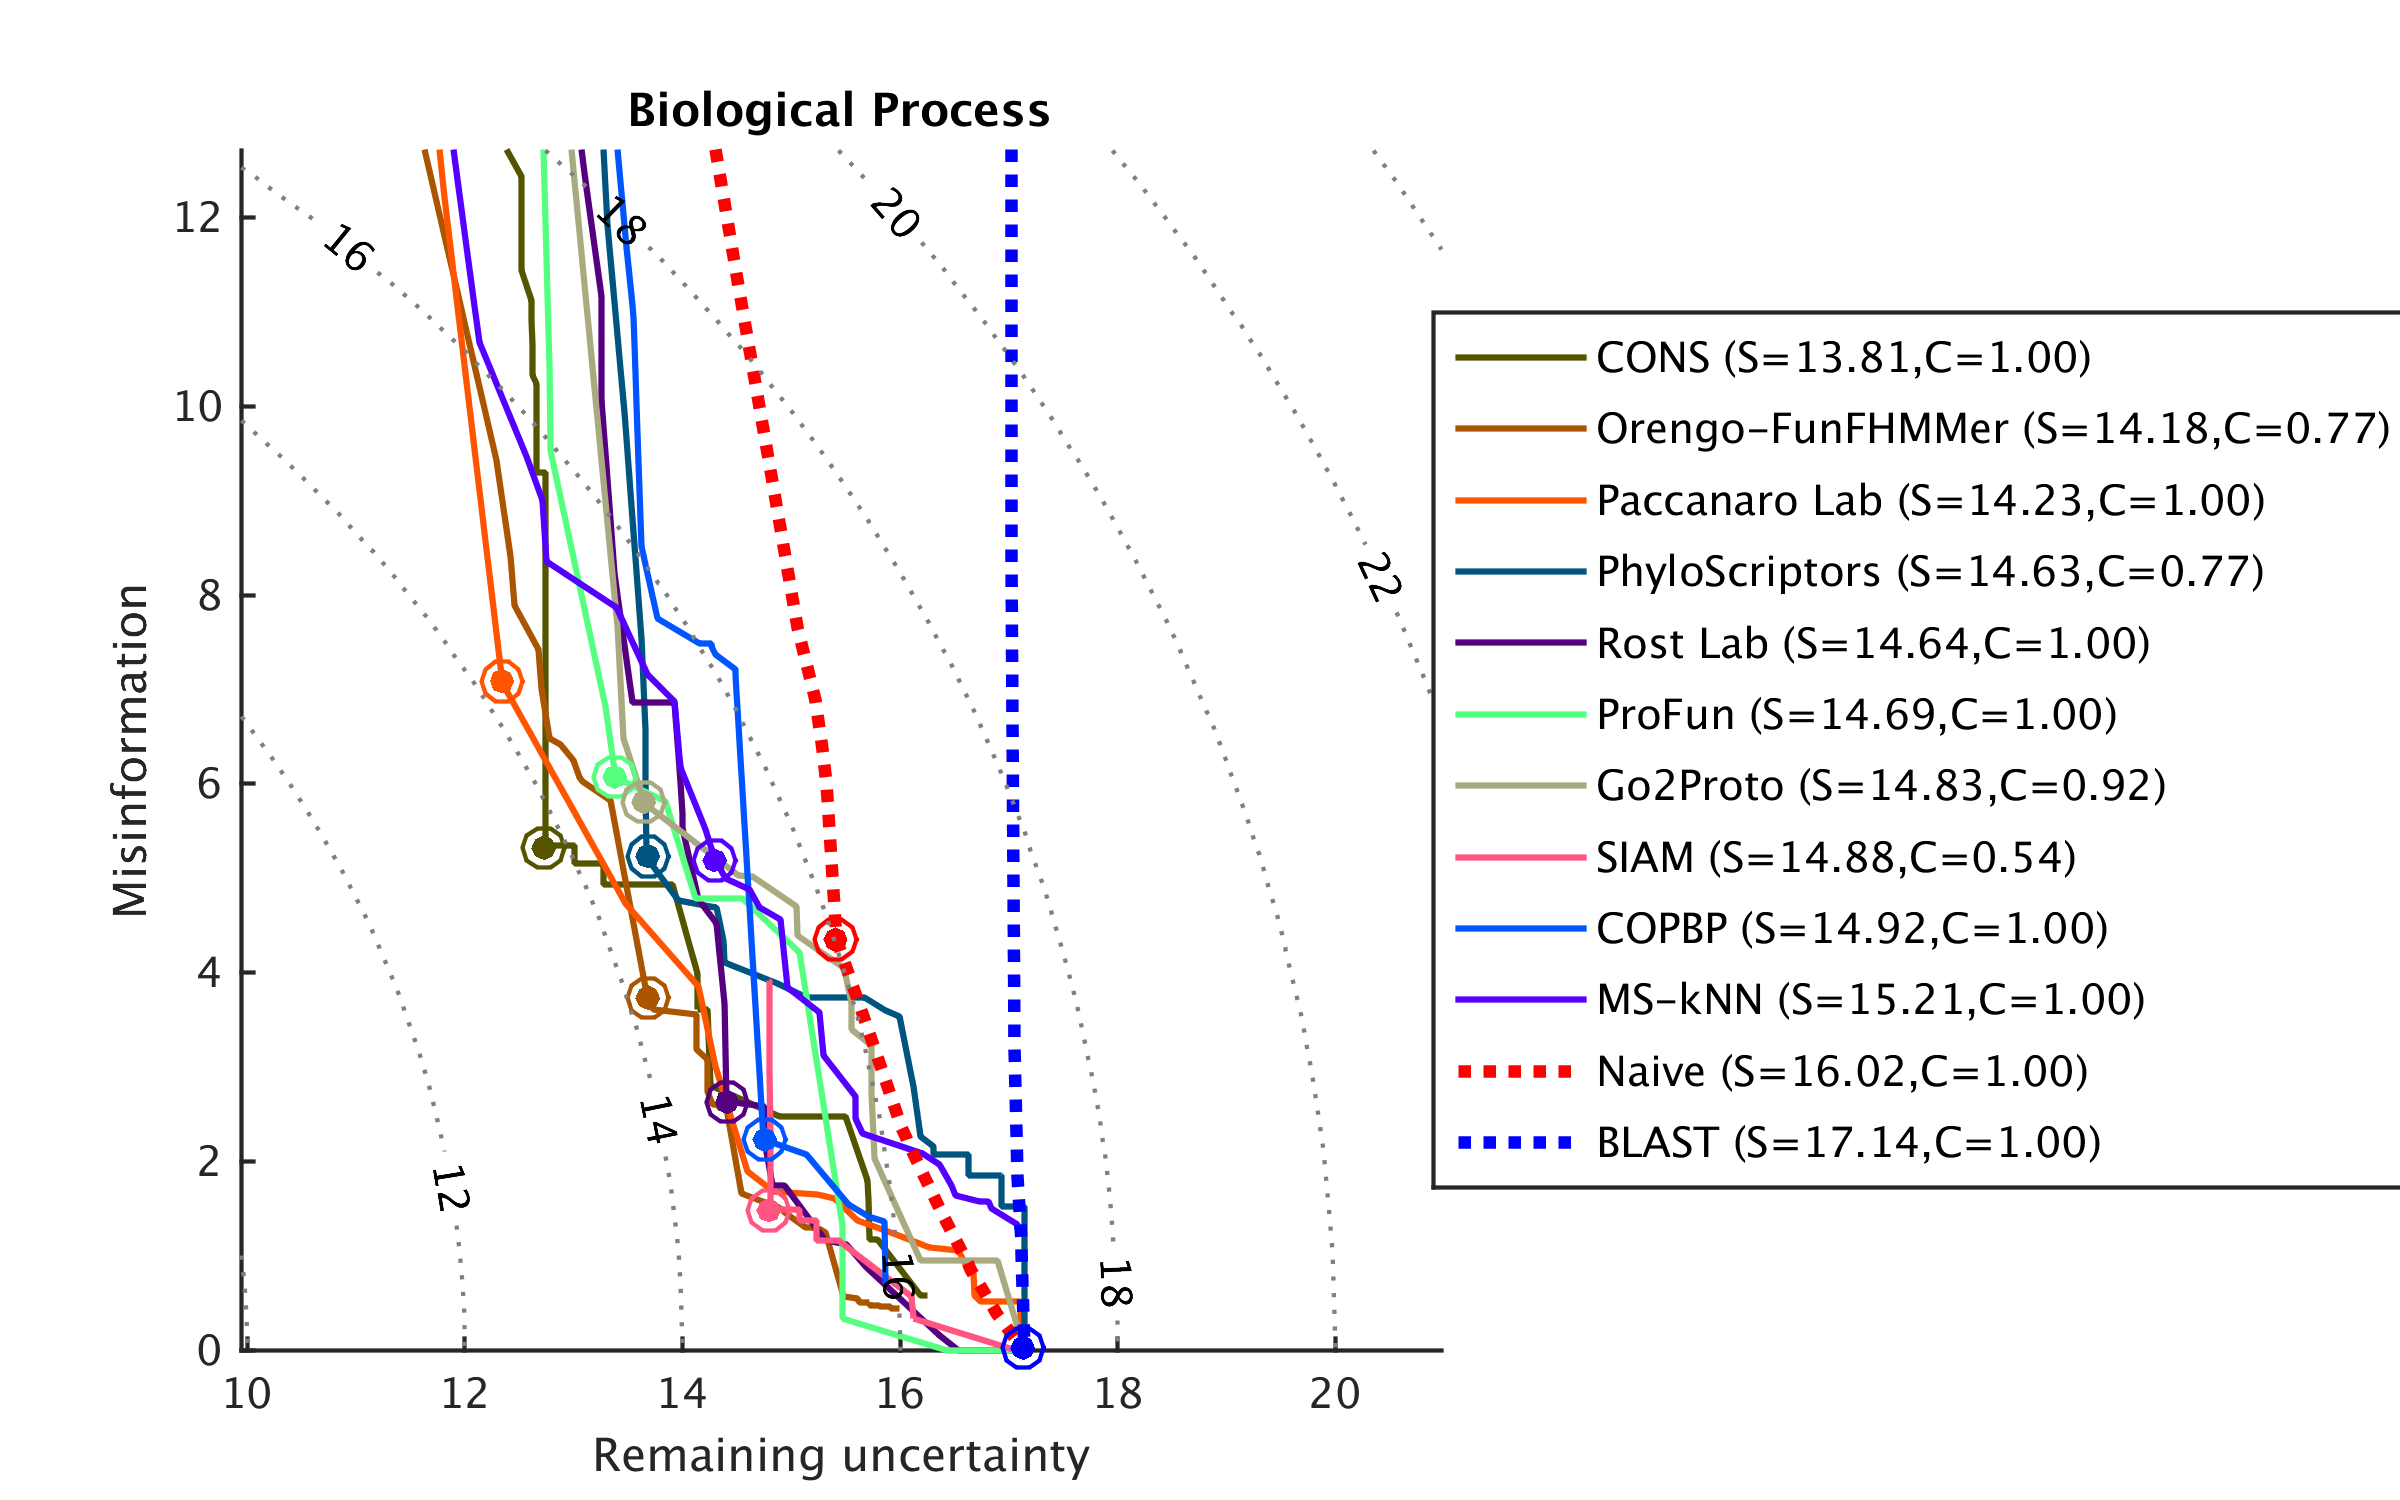 Biological Process
12
10
8
6
4
2
0
Misinformation
10
12
14
16
18
20
Remaining uncertainty
16
18
20
22
12
14
16
18
CONS (S=13.81,C=1.00)
Orengo-FunFHMMer (S=14.18,C=0.77)
Paccanaro Lab (S=14.23,C=1.00)
PhyloScriptors (S=14.63,C=0.77)
Rost Lab (S=14.64,C=1.00)
ProFun (S=14.69,C=1.00)
Go2Proto (S=14.83,C=0.92)
SIAM (S=14.88,C=0.54)
COPBP (S=14.92,C=1.00)
MS-kNN (S=15.21,C=1.00)
Naive (S=16.02,C=1.00)
BLAST (S=17.14,C=1.00)